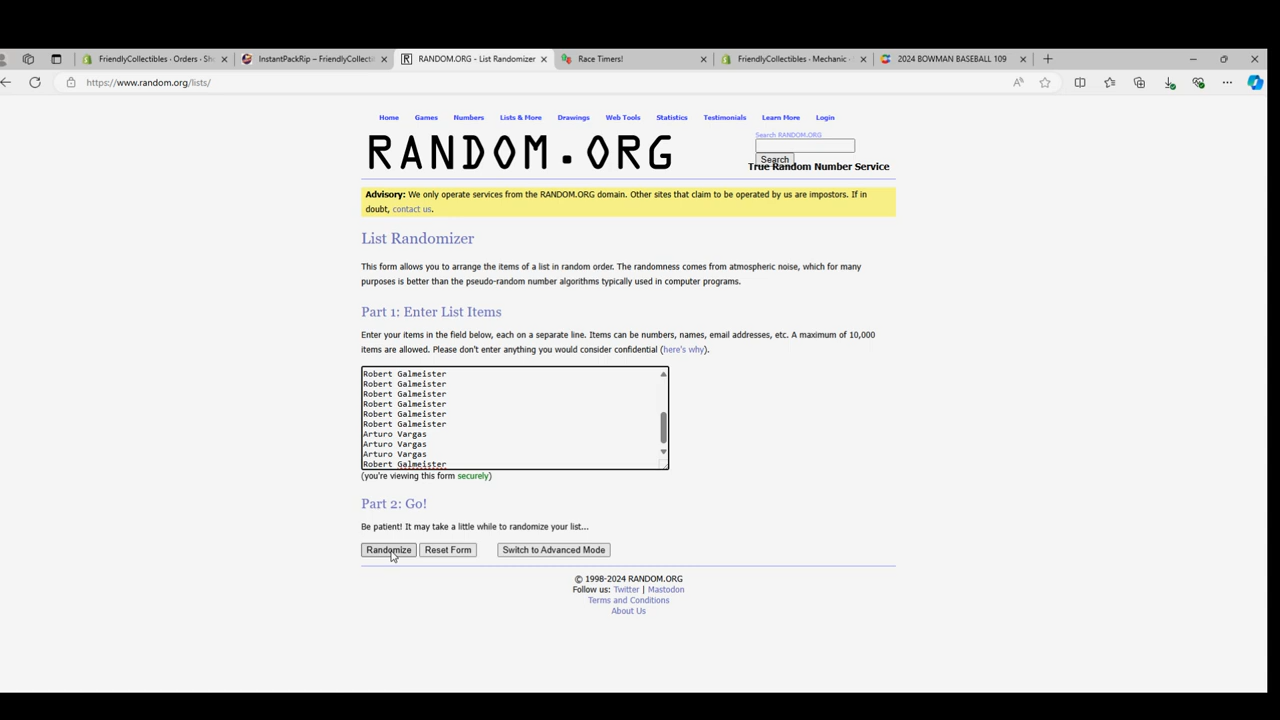 FriendlyCollectibles · Orders · Sh
InstantPackRip – FriendlyCollecti
RANDOM.ORG - List Randomizer
Race Timers!
FriendlyCollectibles · Mechanic ·
2024 BOWMAN BASEBALL 109
https://www.random.org/lists/
Home Games Numbers Lists & More Drawings Web Tools Statistics Testimonials Learn More Login
RANDOM.ORG
Search RANDOM.ORG
Search
True Random Number Service
Advisory: We only operate services from the RANDOM.ORG domain. Other sites that claim to be operated by us are impostors. If in
doubt, contact us.
List Randomizer
This form allows you to arrange the items of a list in random order. The randomness comes from atmospheric noise, which for many
purposes is better than the pseudo-random number algorithms typically used in computer programs.
Part 1: Enter List Items
Enter your items in the field below, each on a separate line. Items can be numbers, names, email addresses, etc. A maximum of 10,000
items are allowed. Please don't enter anything you would consider confidential (here's why).
Robert Galmeister
Robert Galmeister
Robert Galmeister
Robert Galmeister
Robert Galmeister
Robert Galmeister
Arturo Vargas
Arturo Vargas
Arturo Vargas
Robert Galmeister
(you're viewing this form securely)
Part 2: Go!
Be patient! It may take a little while to randomize your list...
Randomize Reset Form Switch to Advanced Mode
© 1998-2024 RANDOM.ORG
Follow us: Twitter | Mastodon
Terms and Conditions
About Us